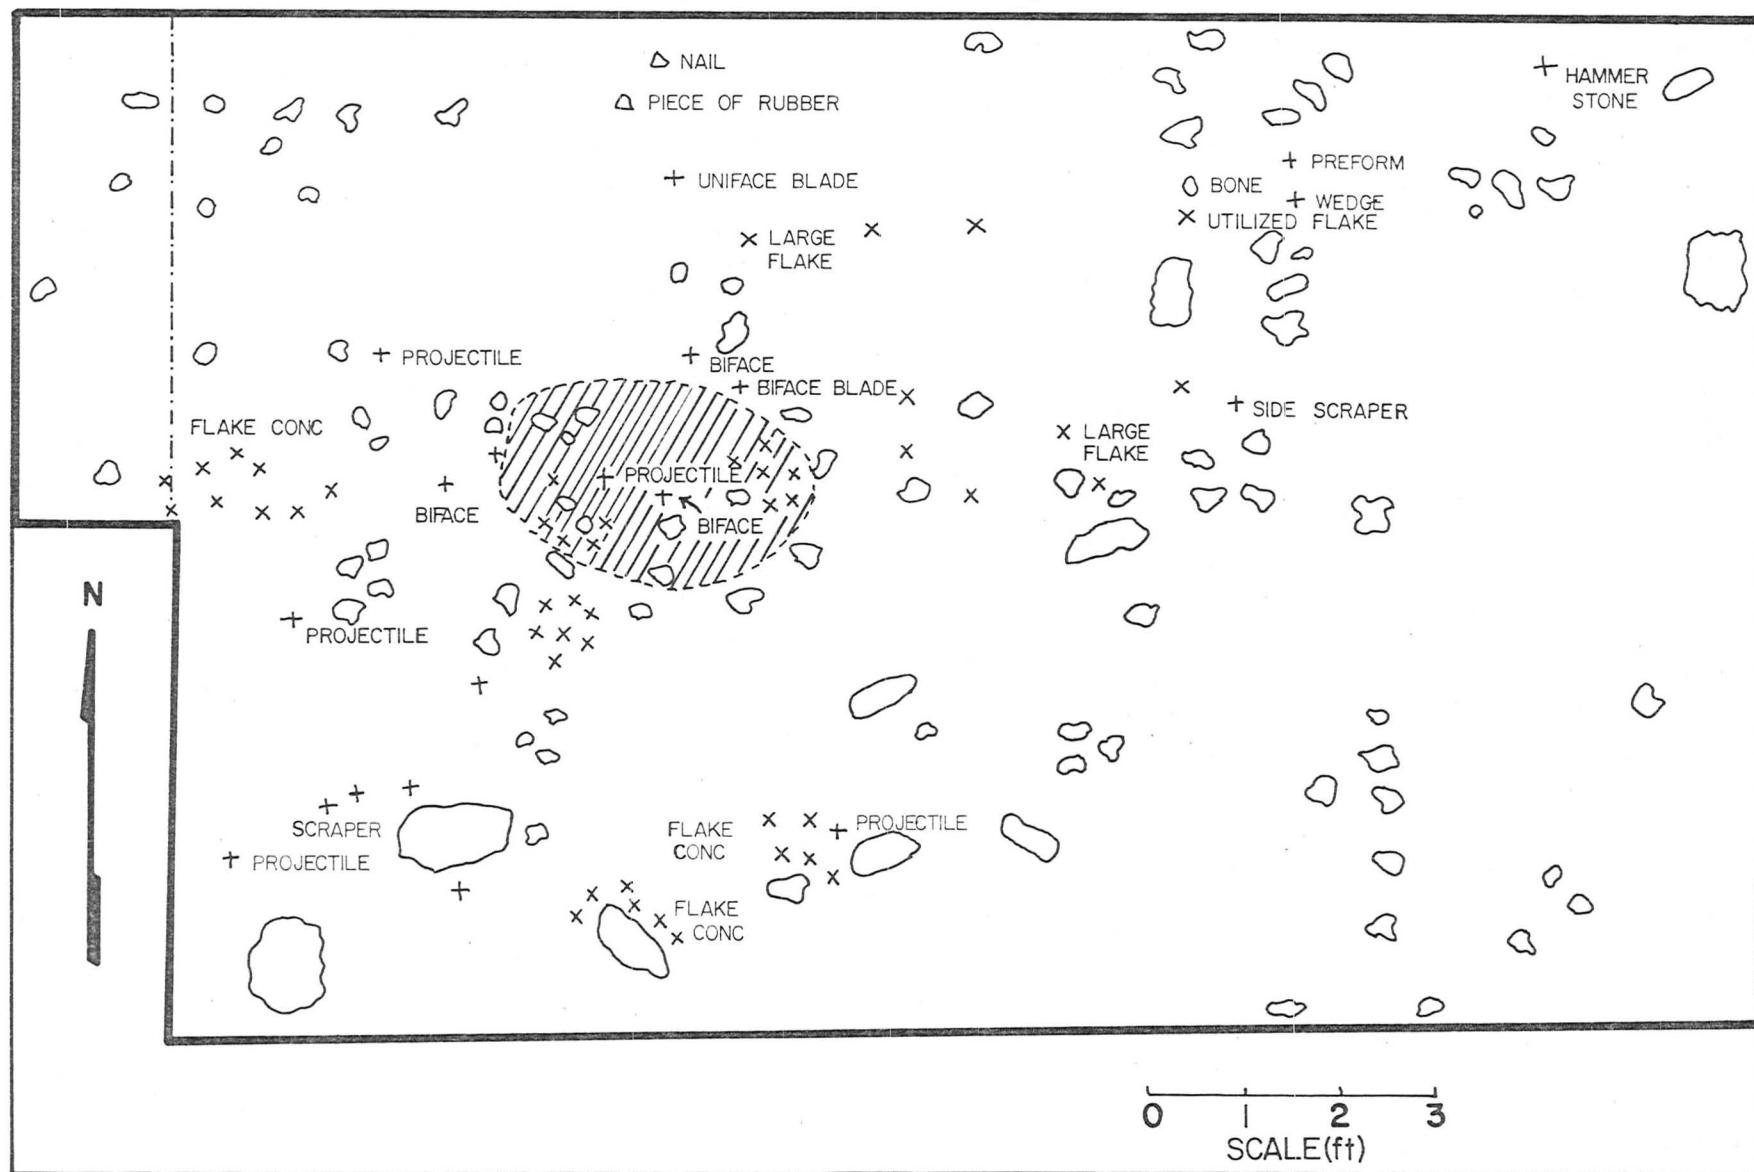 NAIL
HAMMER
STONE
PIECE OF RUBBER
PREFORM
UNIFACE BLADE
BONE
WEDGE
UTILIZED FLAKE
LARGE
FLAKE
PROJECTILE
BIFACE
BIFACE BLADE
SIDE SCRAPER
FLAKE CONC
LARGE
FLAKE
PROJECTILE
BIFACE
BIFACE
N
PROJECTILE
SCRAPER
PROJECTILE
FLAKE
CONC
PROJECTILE
FLAKE
CONC
0 1 2 3
SCALE(ft)